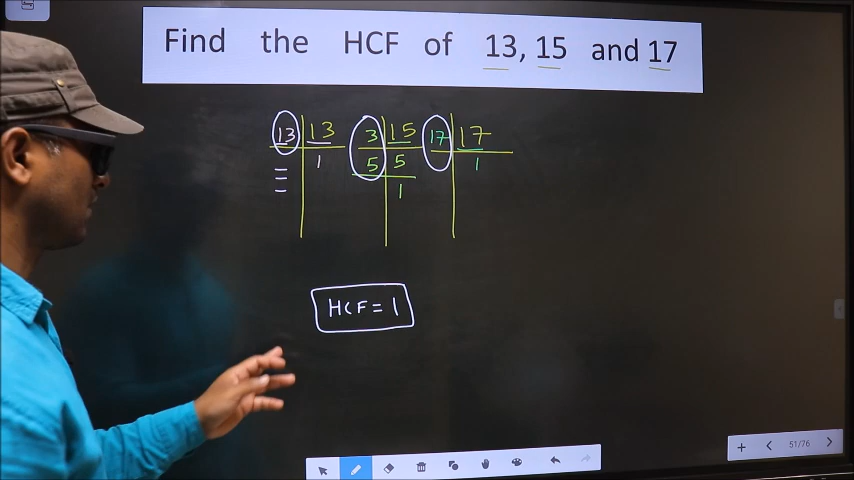 Find the HCF of 13, 15 and 17
13 13 3 15 17 17
1 5 5 1
1
HCF = 1
51/76